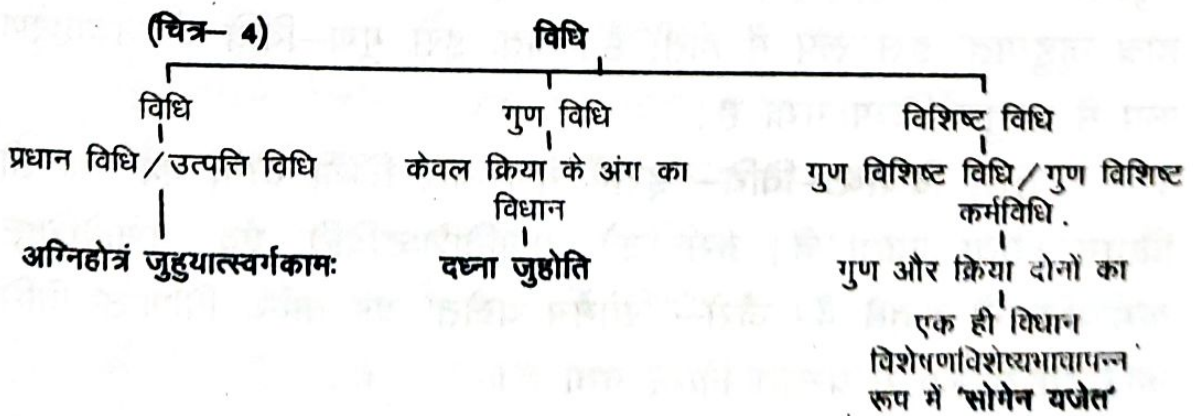 (चित्र– 4)
विधि
विधि
गुण विधि
विशिष्ट विधि
प्रधान विधि/उत्पत्ति विधि
केवल क्रिया के अंग का
विधान
गुण विशिष्ट विधि/गुण विशिष्ट
कर्मविधि.
अग्निहोत्रं जुहुयात्स्वर्गकामः
दध्ना जुहोति
गुण और क्रिया दोनों का
एक ही विधान
विशेषणविशेष्यभावापन्न
रूप में 'सोमेन यजेत'